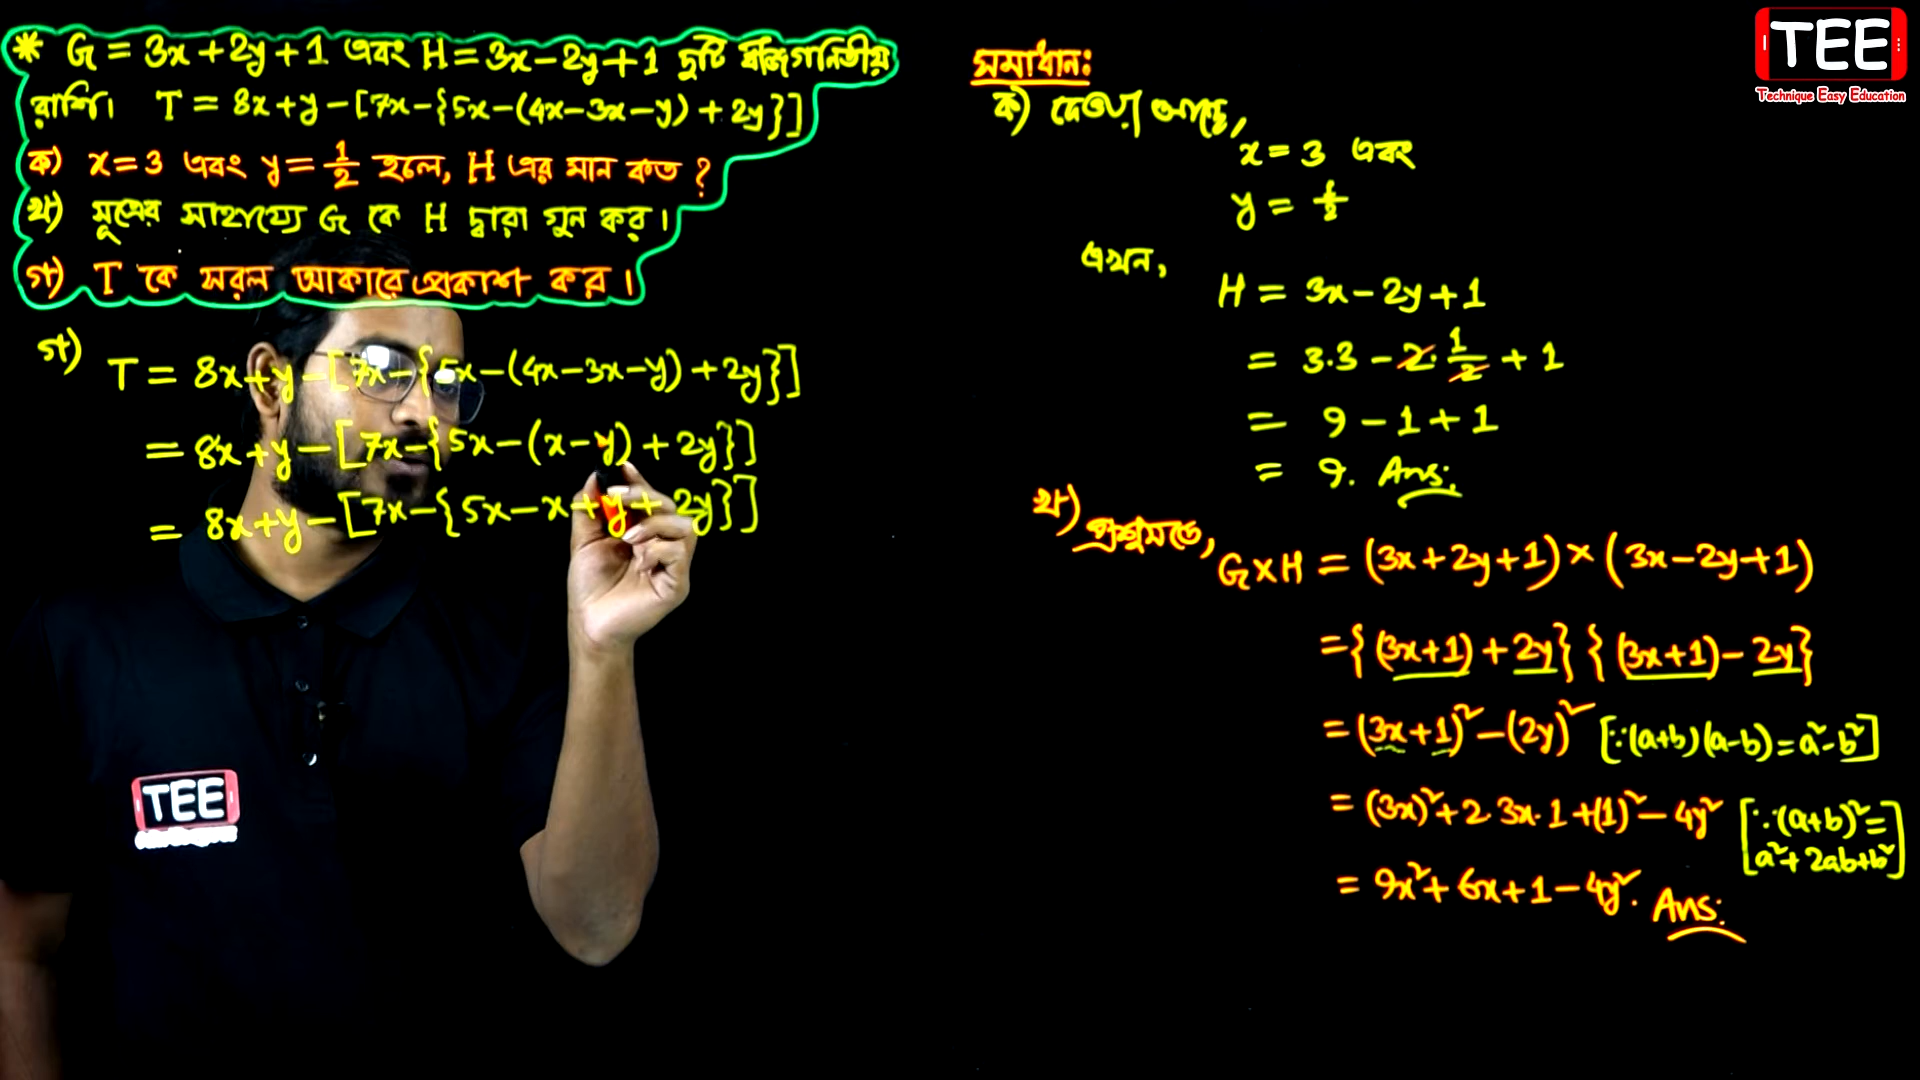 * G = 3x+2y+1 এবং H = 3x-2y+1 দুটি বীজগনিতীয়
রাশি। T = 8x+y-[7x-{5x-(4x-3x-y)+2y}]
ক) x=3 এবং y=1/2 হলে, H এর মান কত ?
খ) সূত্রের সাহায্যে G কে H দ্বারা গুন কর।
গ) T কে সরল আকারে প্রকাশ কর।
গ) T = 8x+y-[7x-{5x-(4x-3x-y)+2y}]
= 8x+y-[7x-{5x-(x-y)+2y}]
= 8x+y-[7x-{5x-x+y+2y}]
TEE
সমাধান:
ক) দেওয়া আছে,
x = 3 এবং
y = 1/2
এখন,
H = 3x-2y+1
= 3.3-2.1/2+1
= 9-1+1
= 9. Ans:
খ) প্রশ্নমতে, G×H = (3x+2y+1)×(3x-2y+1)
={(3x+1)+2y}{(3x+1)-2y}
=(3x+1)²-(2y)² [∵(a+b)(a-b)=a²-b²]
= (3x)²+2.3x.1+(1)²-4y² [∵(a+b)²=
a²+2ab+b²]
= 9x²+6x+1-4y². Ans:
TEE
Technique Easy Education